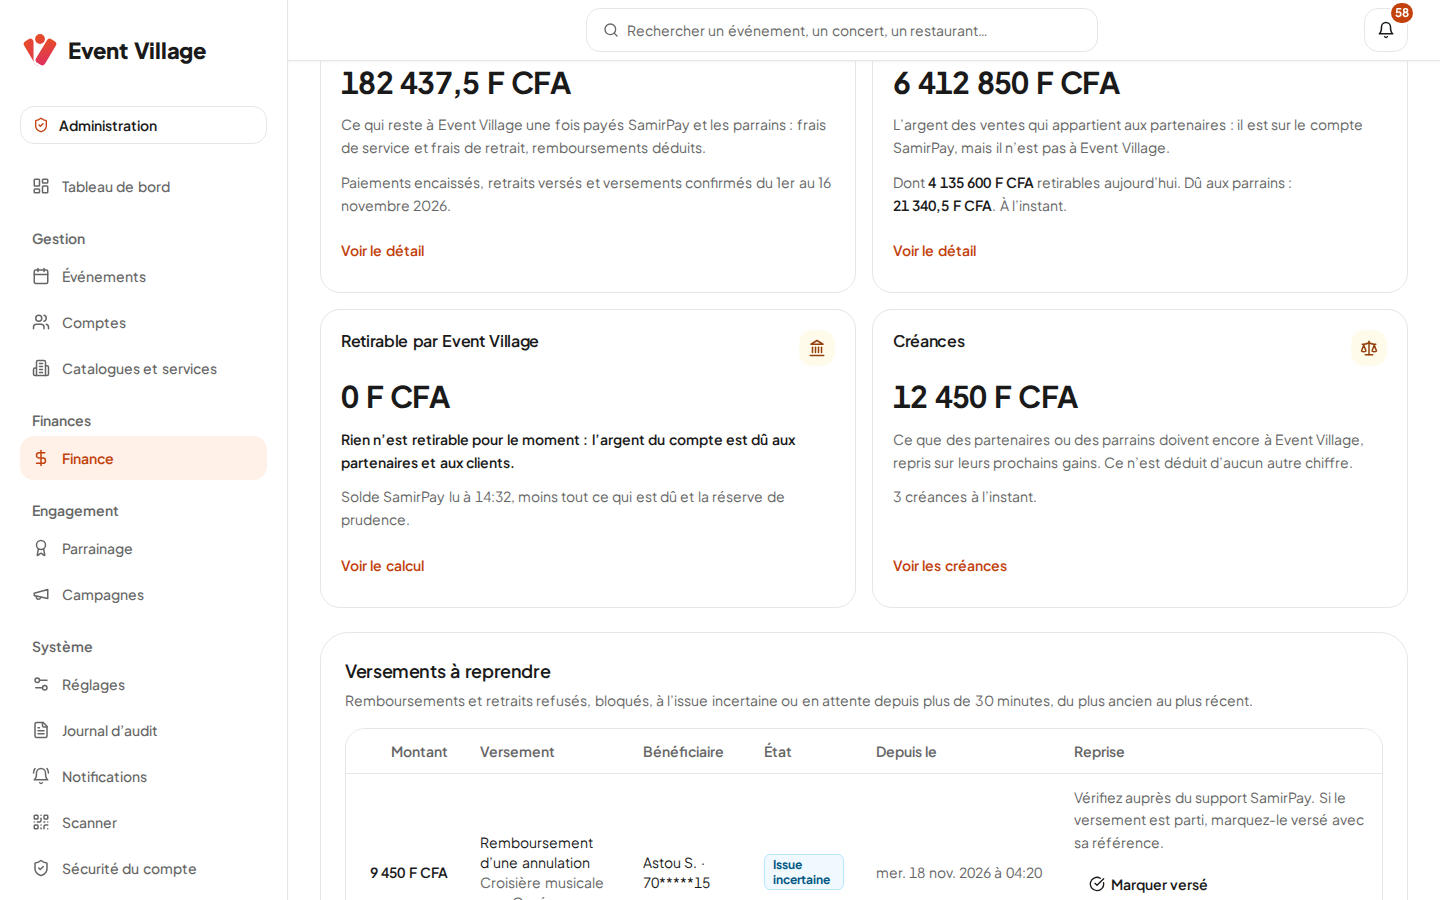 Event Village
Administration
Tableau de bord
Gestion
Événements
Comptes
Catalogues et services
Finances
Finance
Engagement
Parrainage
Campagnes
Système
Réglages
Journal d’audit
Notifications
Scanner
Sécurité du compte
Rechercher un événement, un concert, un restaurant…
58
182 437,5 F CFA
Ce qui reste à Event Village une fois payés SamirPay et les parrains : frais
de service et frais de retrait, remboursements déduits.
Paiements encaissés, retraits versés et versements confirmés du 1er au 16
novembre 2026.
Voir le détail
6 412 850 F CFA
L’argent des ventes qui appartient aux partenaires : il est sur le compte
SamirPay, mais il n’est pas à Event Village.
Dont 4 135 600 F CFA retirables aujourd’hui. Dû aux parrains :
21 340,5 F CFA. À l’instant.
Voir le détail
Retirable par Event Village
0 F CFA
Rien n’est retirable pour le moment : l’argent du compte est dû aux
partenaires et aux clients.
Solde SamirPay lu à 14:32, moins tout ce qui est dû et la réserve de
prudence.
Voir le calcul
Créances
12 450 F CFA
Ce que des partenaires ou des parrains doivent encore à Event Village,
repris sur leurs prochains gains. Ce n’est déduit d’aucun autre chiffre.
3 créances à l’instant.
Voir les créances
Versements à reprendre
Remboursements et retraits refusés, bloqués, à l’issue incertaine ou en attente depuis plus de 30 minutes, du plus ancien au plus récent.
Montant Versement Bénéficiaire État Depuis le Reprise
9 450 F CFA
Remboursement
d’une annulation
Croisière musicale
Astou S. ·
70*****15
Issue
incertaine
mer. 18 nov. 2026 à 04:20
Vérifiez auprès du support SamirPay. Si le
versement est parti, marquez-le versé avec
sa référence.
Marquer versé